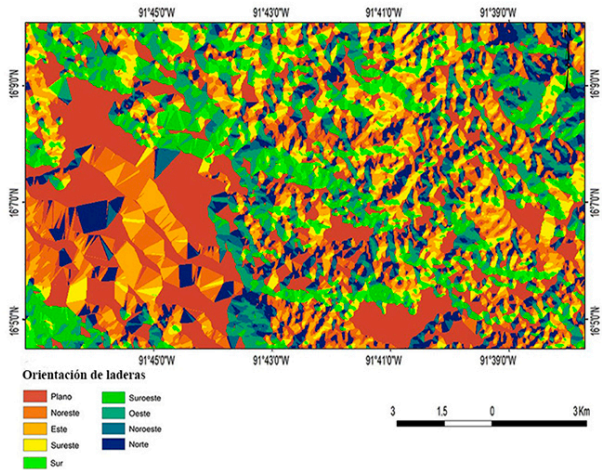 91°45'0"W 91°43'0"W 91°41'0"W 91°39'0"W
16°9'0"N 16°9'0"N
16°7'0"N 16°7'0"N
16°5'0"N 16°5'0"N
91°45'0"W 91°43'0"W 91°41'0"W 91°39'0"W
Orientación de laderas
Plano
Noreste
Este
Sureste
Sur
Suroeste
Oeste
Noroeste
Norte
3 1.5 0 3 Km